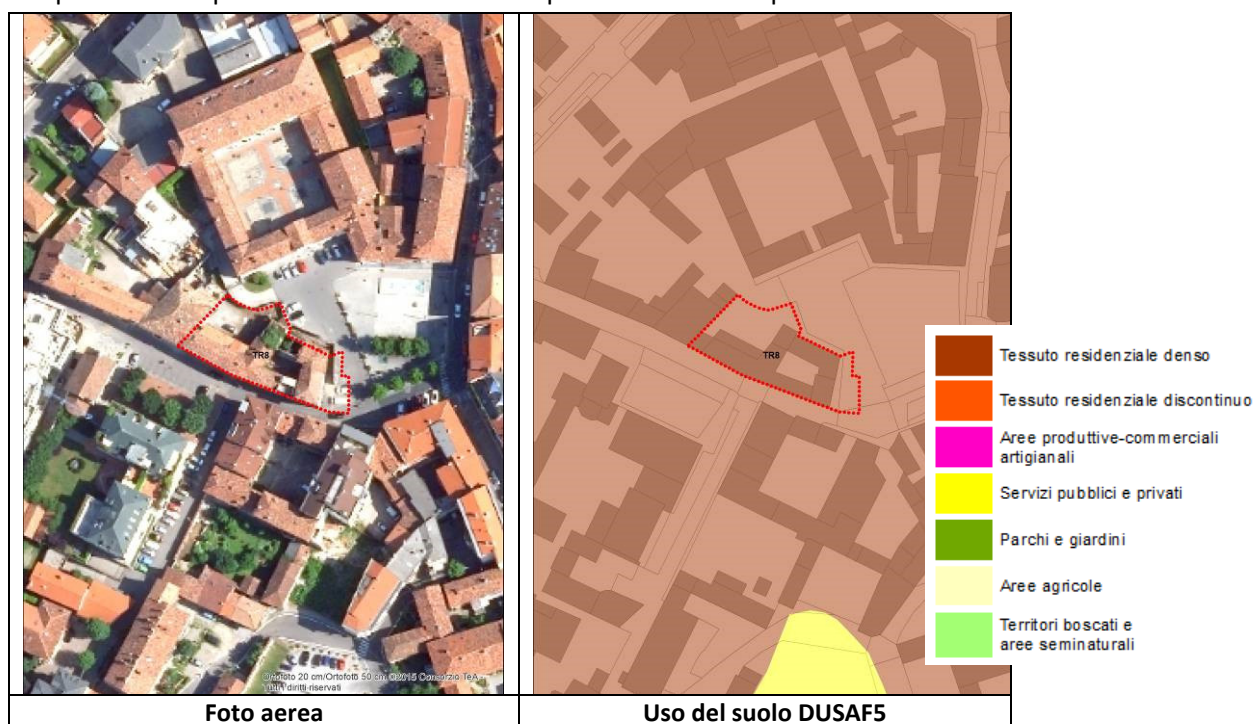 TR8
TR8
Ortofoto 20 cm/Ortofoto 50 cm ©2015 Consorzio TeA -
Tutti i diritti riservati
Tessuto residenziale denso
Tessuto residenziale discontinuo
Aree produttive-commerciali
artigianali
Servizi pubblici e privati
Parchi e giardini
Aree agricole
Territori boscati e
aree seminaturali
Foto aerea
Uso del suolo DUSAF5